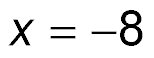 x = −8